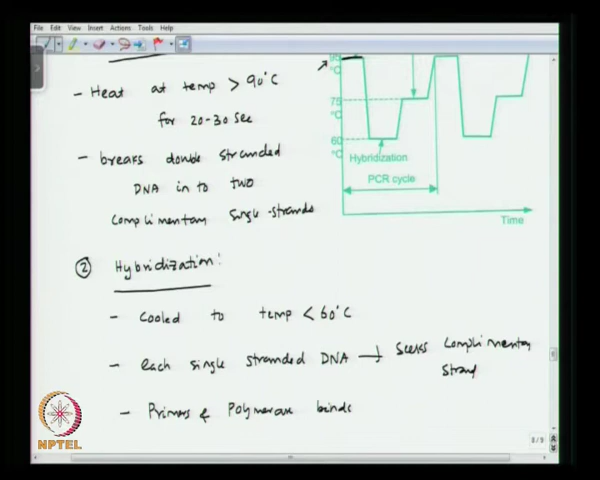 File Edit View Insert Actions Tools Help
- Heat at temp > 90°C
for 20-30 sec
- breaks double stranded
DNA in to two
Complimentary Single-strands
°C
75
°C
60
°C
Hybridization
PCR cycle
Time
② Hybridization:
- Cooled to temp < 60°C
- each single stranded DNA → Seeks Complimentary
Strand
- Primers & Polymerase binds
NPTEL
8/9